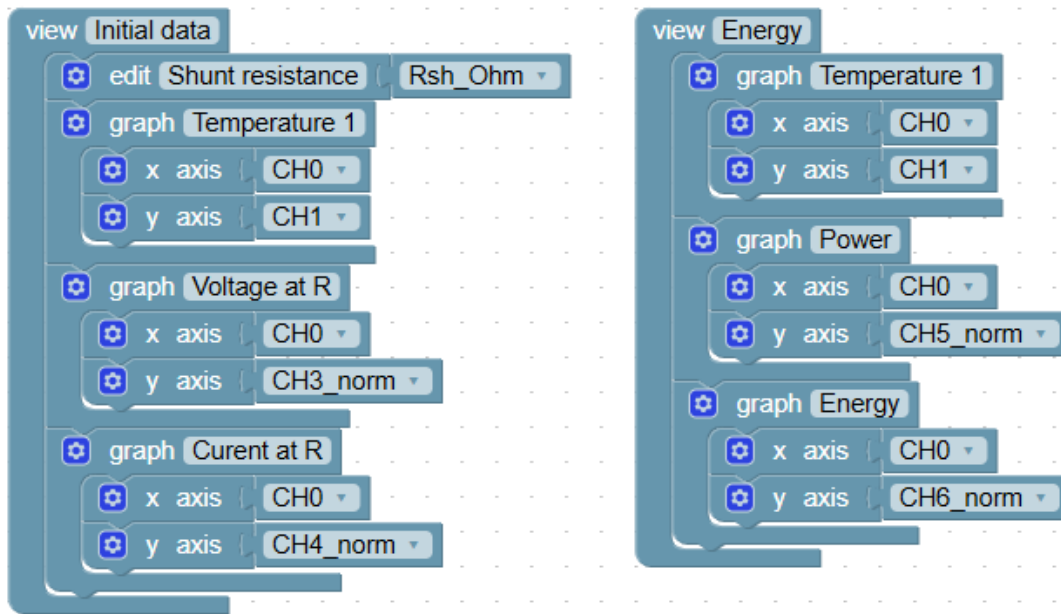 view Initial data
edit Shunt resistance Rsh_Ohm
graph Temperature 1
x axis CH0
y axis CH1
graph Voltage at R
x axis CH0
y axis CH3_norm
graph Curent at R
x axis CH0
y axis CH4_norm
view Energy
graph Temperature 1
x axis CH0
y axis CH1
graph Power
x axis CH0
y axis CH5_norm
graph Energy
x axis CH0
y axis CH6_norm